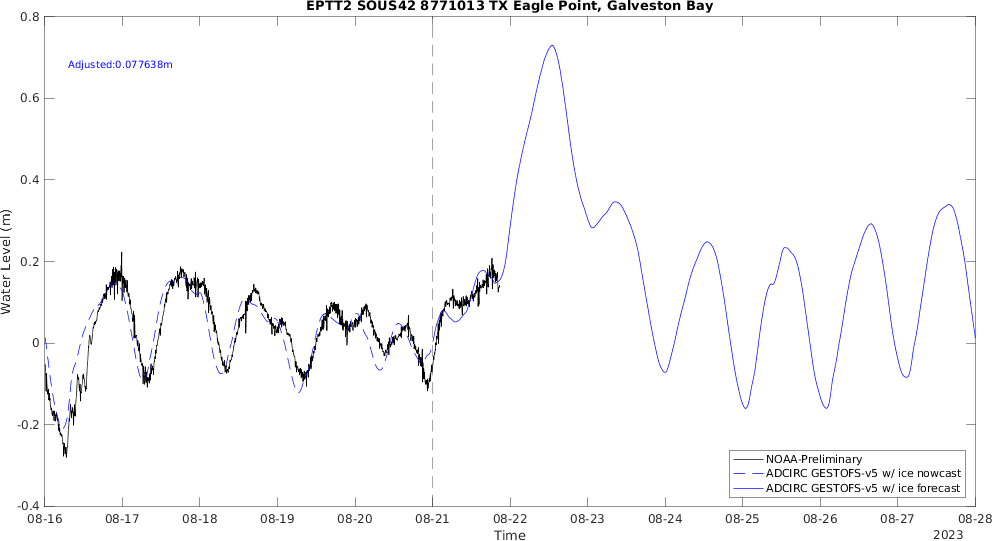 EPTT2 SOUS42 8771013 TX Eagle Point, Galveston Bay
0.8
Adjusted:0.077638m
0.6
0.4
0.2
0
-0.2
-0.4
Water Level (m)
NOAA-Preliminary
ADCIRC GESTOFS-v5 w/ ice nowcast
ADCIRC GESTOFS-v5 w/ ice forecast
08-16 08-17 08-18 08-19 08-20 08-21 08-22 08-23 08-24 08-25 08-26 08-27 08-28
Time
2023